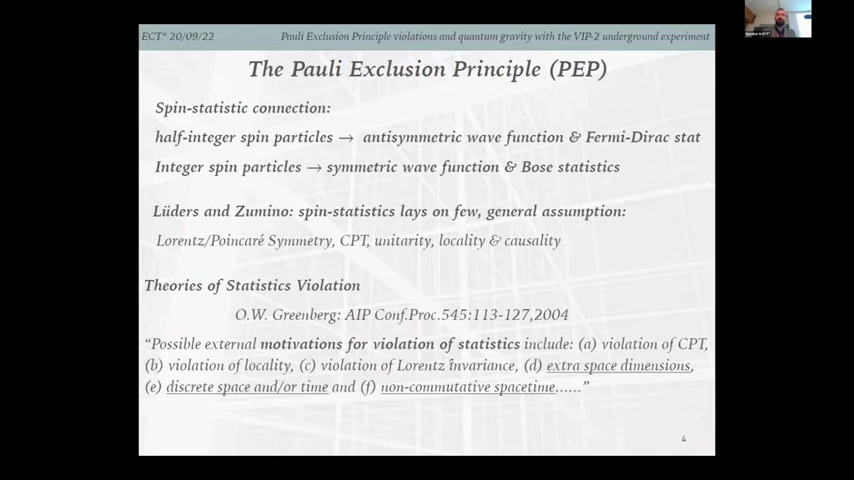 ECT* 20/09/22 Pauli Exclusion Principle violations and quantum gravity with the VIP-2 underground experiment
The Pauli Exclusion Principle (PEP)
Spin-statistic connection:
half-integer spin particles → antisymmetric wave function & Fermi-Dirac stat
Integer spin particles → symmetric wave function & Bose statistics
Lüders and Zumino: spin-statistics lays on few, general assumption:
Lorentz/Poincaré Symmetry, CPT, unitarity, locality & causality
Theories of Statistics Violation
O.W. Greenberg: AIP Conf.Proc.545:113-127,2004
“Possible external motivations for violation of statistics include: (a) violation of CPT,
(b) violation of locality, (c) violation of Lorentz invariance, (d) extra space dimensions,
(e) discrete space and/or time and (f) non-commutative spacetime......”
4